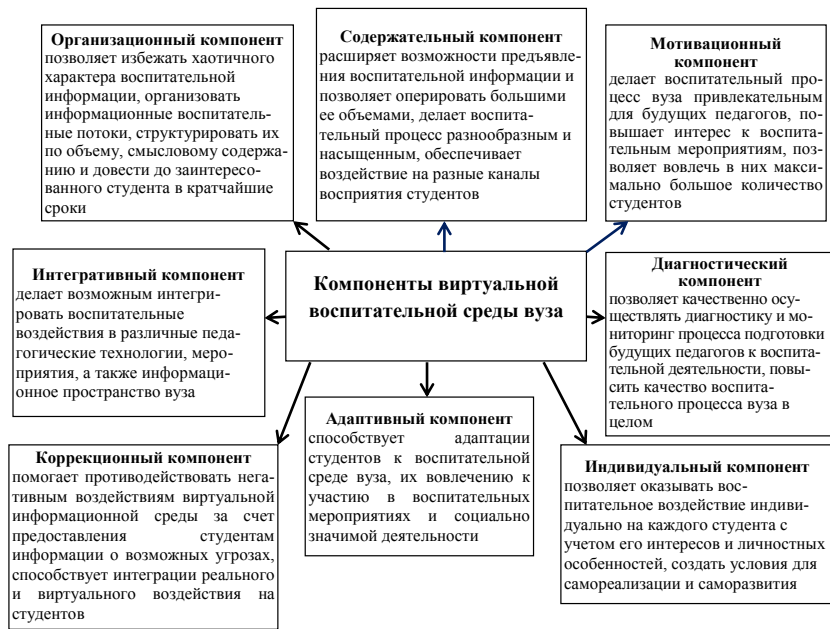 Организационный компонент
позволяет избежать хаотичного
характера воспитательной
информации, организовать
информационные воспитатель-
ные потоки, структурировать их
по объему, смысловому содержа-
нию и довести до заинтересо-
ванного студента в кратчайшие
сроки
Содержательный компонент
расширяет возможности предъявле-
ния воспитательной информации и
позволяет оперировать большими
ее объемами, делает воспита-
тельный процесс разнообразным и
насыщенным, обеспечивает
воздействие на разные каналы
восприятия студентов
Мотивационный
компонент
делает воспитательный про-
цесс вуза привлекательным
для будущих педагогов, по-
вышает интерес к воспита-
тельным мероприятиям, поз-
воляет вовлечь в них макси-
мально большое количество
студентов
Интегративный компонент
делает возможным интегри-
ровать воспитательные
воздействия в различные педа-
гогические технологии, меро-
приятия, а также информаци-
онное пространство вуза
Компоненты виртуальной
воспитательной среды вуза
Диагностический
компонент
позволяет качественно осу-
ществлять диагностику и мо-
ниторинг процесса подготовки
будущих педагогов к воспита-
тельной деятельности, повы-
сить качество воспита-
тельного процесса вуза в
целом
Коррекционный компонент
помогает противодействовать нега-
тивным воздействиям виртуальной
информационной среды за счет
предоставления студентам
информации о возможных угрозах,
способствует интеграции реального
и виртуального воздействия на
студентов
Адаптивный компонент
способствует адаптации
студентов к воспитательной
среде вуза, их вовлечению к
участию в воспитательных
мероприятиях и социально
значимой деятельности
Индивидуальный компонент
позволяет оказывать вос-
питательное воздействие индиви-
дуально на каждого студента с
учетом его интересов и личностных
особенностей, создать условия для
самореализации и саморазвития